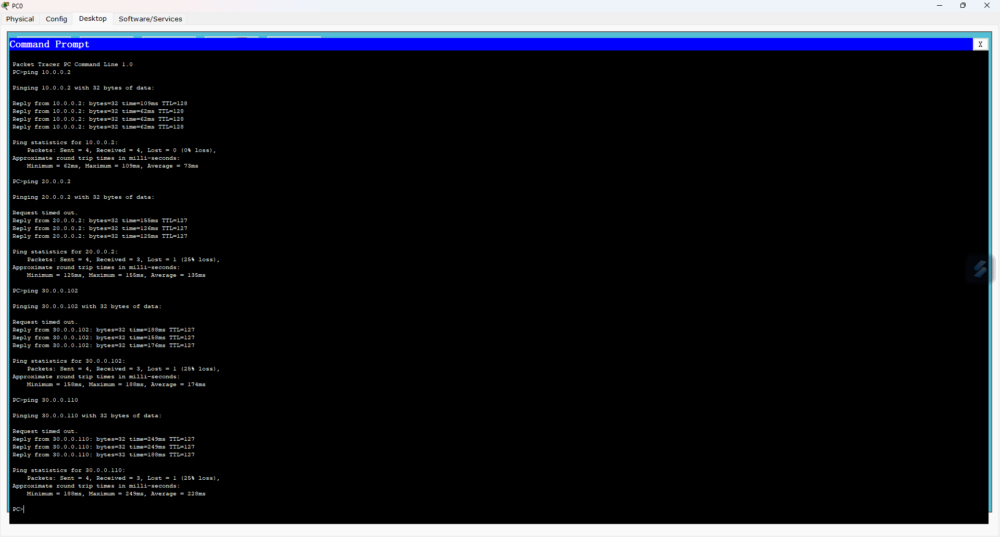 PC0
Physical Config Desktop Software/Services
Command Prompt X
Packet Tracer PC Command Line 1.0
PC>ping 10.0.0.2
Pinging 10.0.0.2 with 32 bytes of data:
Reply from 10.0.0.2: bytes=32 time=109ms TTL=128
Reply from 10.0.0.2: bytes=32 time=62ms TTL=128
Reply from 10.0.0.2: bytes=32 time=62ms TTL=128
Reply from 10.0.0.2: bytes=32 time=62ms TTL=128
Ping statistics for 10.0.0.2:
    Packets: Sent = 4, Received = 4, Lost = 0 (0% loss),
Approximate round trip times in milli-seconds:
    Minimum = 62ms, Maximum = 109ms, Average = 73ms
PC>ping 20.0.0.2
Pinging 20.0.0.2 with 32 bytes of data:
Request timed out.
Reply from 20.0.0.2: bytes=32 time=155ms TTL=127
Reply from 20.0.0.2: bytes=32 time=126ms TTL=127
Reply from 20.0.0.2: bytes=32 time=125ms TTL=127
Ping statistics for 20.0.0.2:
    Packets: Sent = 4, Received = 3, Lost = 1 (25% loss),
Approximate round trip times in milli-seconds:
    Minimum = 125ms, Maximum = 155ms, Average = 135ms
PC>ping 30.0.0.102
Pinging 30.0.0.102 with 32 bytes of data:
Request timed out.
Reply from 30.0.0.102: bytes=32 time=188ms TTL=127
Reply from 30.0.0.102: bytes=32 time=158ms TTL=127
Reply from 30.0.0.102: bytes=32 time=176ms TTL=127
Ping statistics for 30.0.0.102:
    Packets: Sent = 4, Received = 3, Lost = 1 (25% loss),
Approximate round trip times in milli-seconds:
    Minimum = 158ms, Maximum = 188ms, Average = 174ms
PC>ping 30.0.0.110
Pinging 30.0.0.110 with 32 bytes of data:
Request timed out.
Reply from 30.0.0.110: bytes=32 time=249ms TTL=127
Reply from 30.0.0.110: bytes=32 time=249ms TTL=127
Reply from 30.0.0.110: bytes=32 time=188ms TTL=127
Ping statistics for 30.0.0.110:
    Packets: Sent = 4, Received = 3, Lost = 1 (25% loss),
Approximate round trip times in milli-seconds:
    Minimum = 188ms, Maximum = 249ms, Average = 228ms
PC>